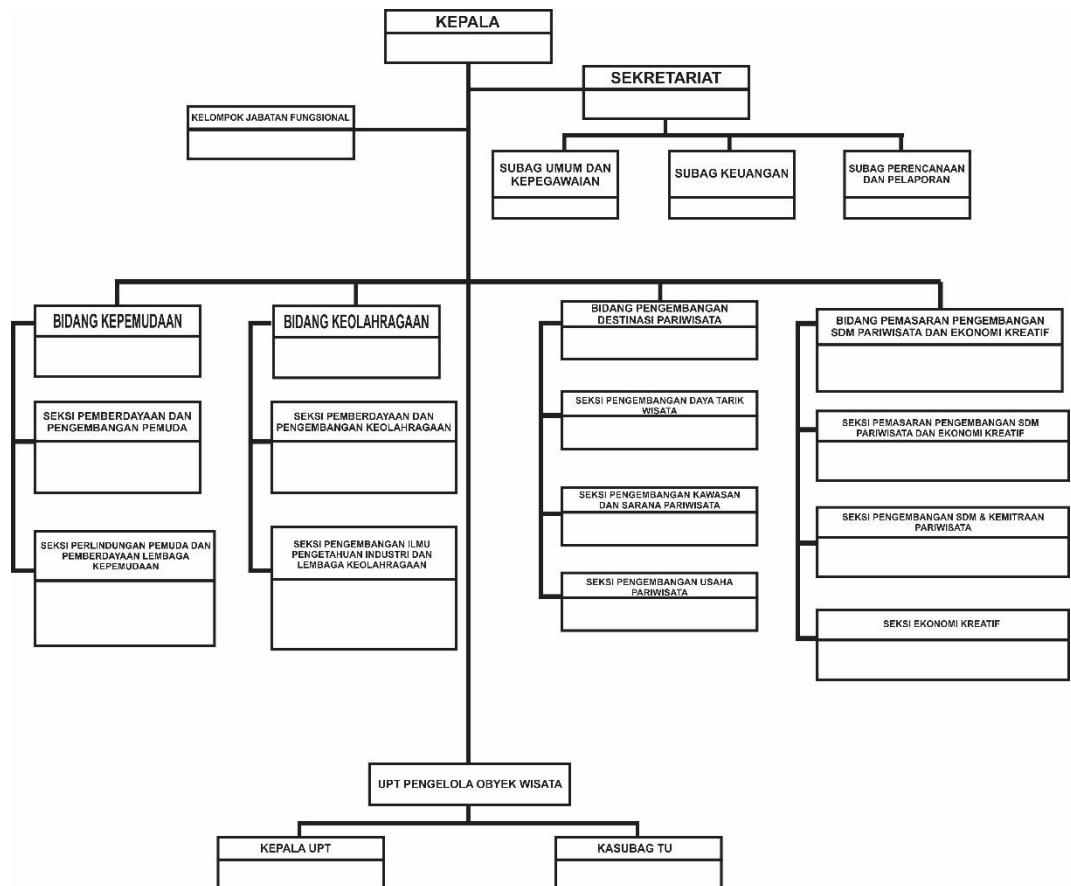 KEPALA
SEKRETARIAT
KELOMPOK JABATAN FUNGSIONAL
SUBAG UMUM DAN
KEPEGAWAIAN
SUBAG KEUANGAN
SUBAG PERENCANAAN
DAN PELAPORAN
BIDANG KEPEMUDAAN
SEKSI PEMBERDAYAAN DAN
PENGEMBANGAN PEMUDA
SEKSI PERLINDUNGAN PEMUDA DAN
PEMBERDAYAAN LEMBAGA
KEPEMUDAAN
BIDANG KEOLAHRAGAAN
SEKSI PEMBERDAYAAN DAN
PENGEMBANGAN KEOLAHRAGAAN
SEKSI PENGEMBANGAN ILMU
PENGETAHUAN INDUSTRI DAN
LEMBAGA KEOLAHRAGAAN
BIDANG PENGEMBANGAN
DESTINASI PARIWISATA
SEKSI PENGEMBANGAN DAYA TARIK
WISATA
SEKSI PENGEMBANGAN KAWASAN
DAN SARANA PARIWISATA
SEKSI PENGEMBANGAN USAHA
PARIWISATA
BIDANG PEMASARAN PENGEMBANGAN
SDM PARIWISATA DAN EKONOMI KREATIF
SEKSI PEMASARAN PENGEMBANGAN SDM
PARIWISATA DAN EKONOMI KREATIF
SEKSI PENGEMBANGAN SDM & KEMITRAAN
PARIWISATA
SEKSI EKONOMI KREATIF
UPT PENGELOLA OBYEK WISATA
KEPALA UPT
KASUBAG TU